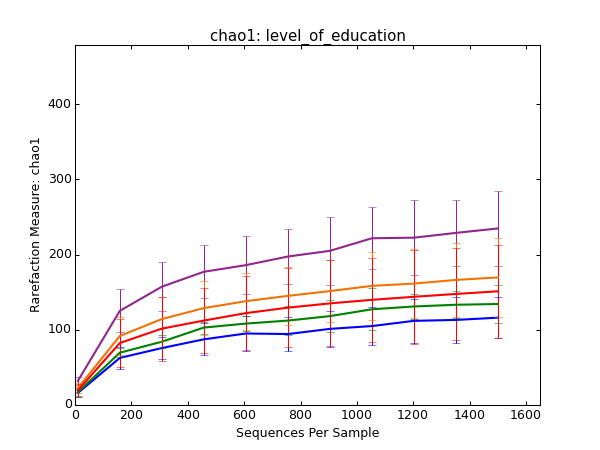 chao1: level_of_education
400
300
200
100
0
0 200 400 600 800 1000 1200 1400 1600
Rarefaction Measure: chao1
Sequences Per Sample